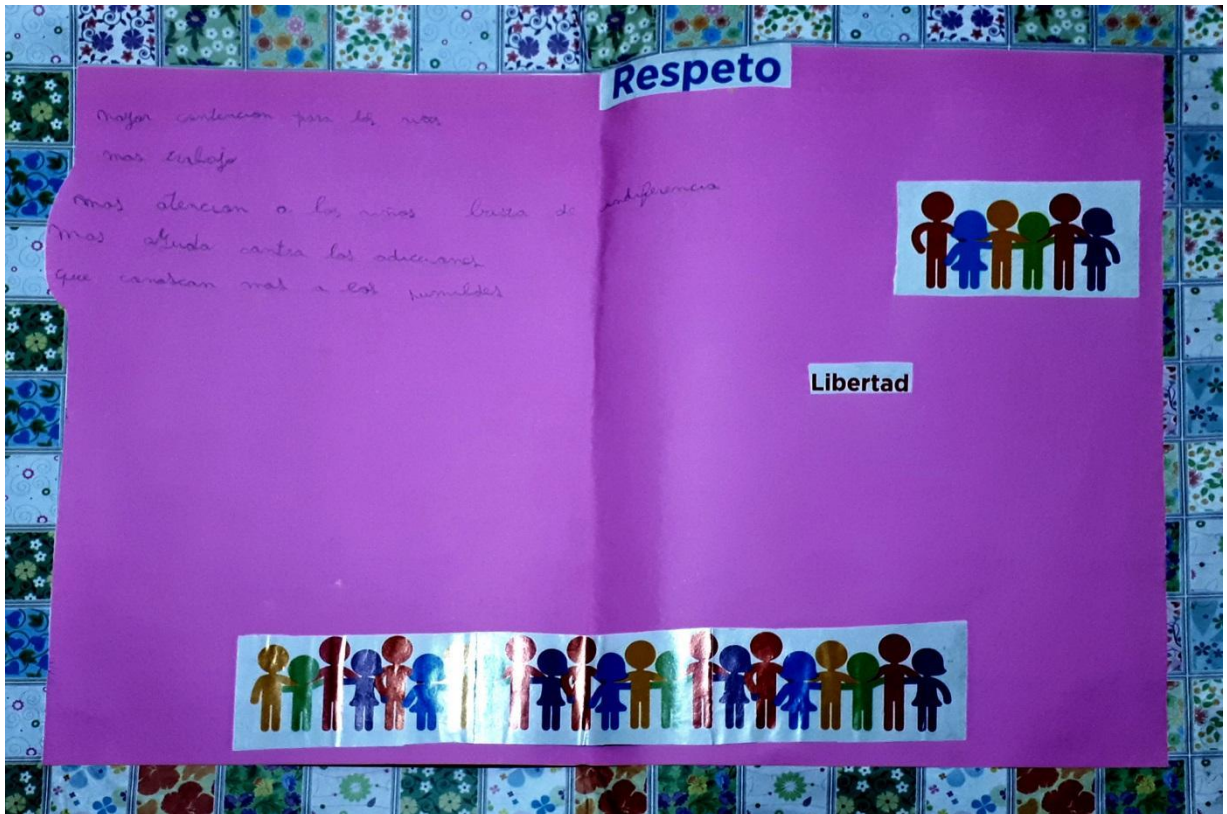 Respeto
mayor contencion para los niños
mas trabajo
mas atencion a los niños basta de indiferencia
mas ayuda contra las adicciones
que conoscan mas a los humildes
Libertad